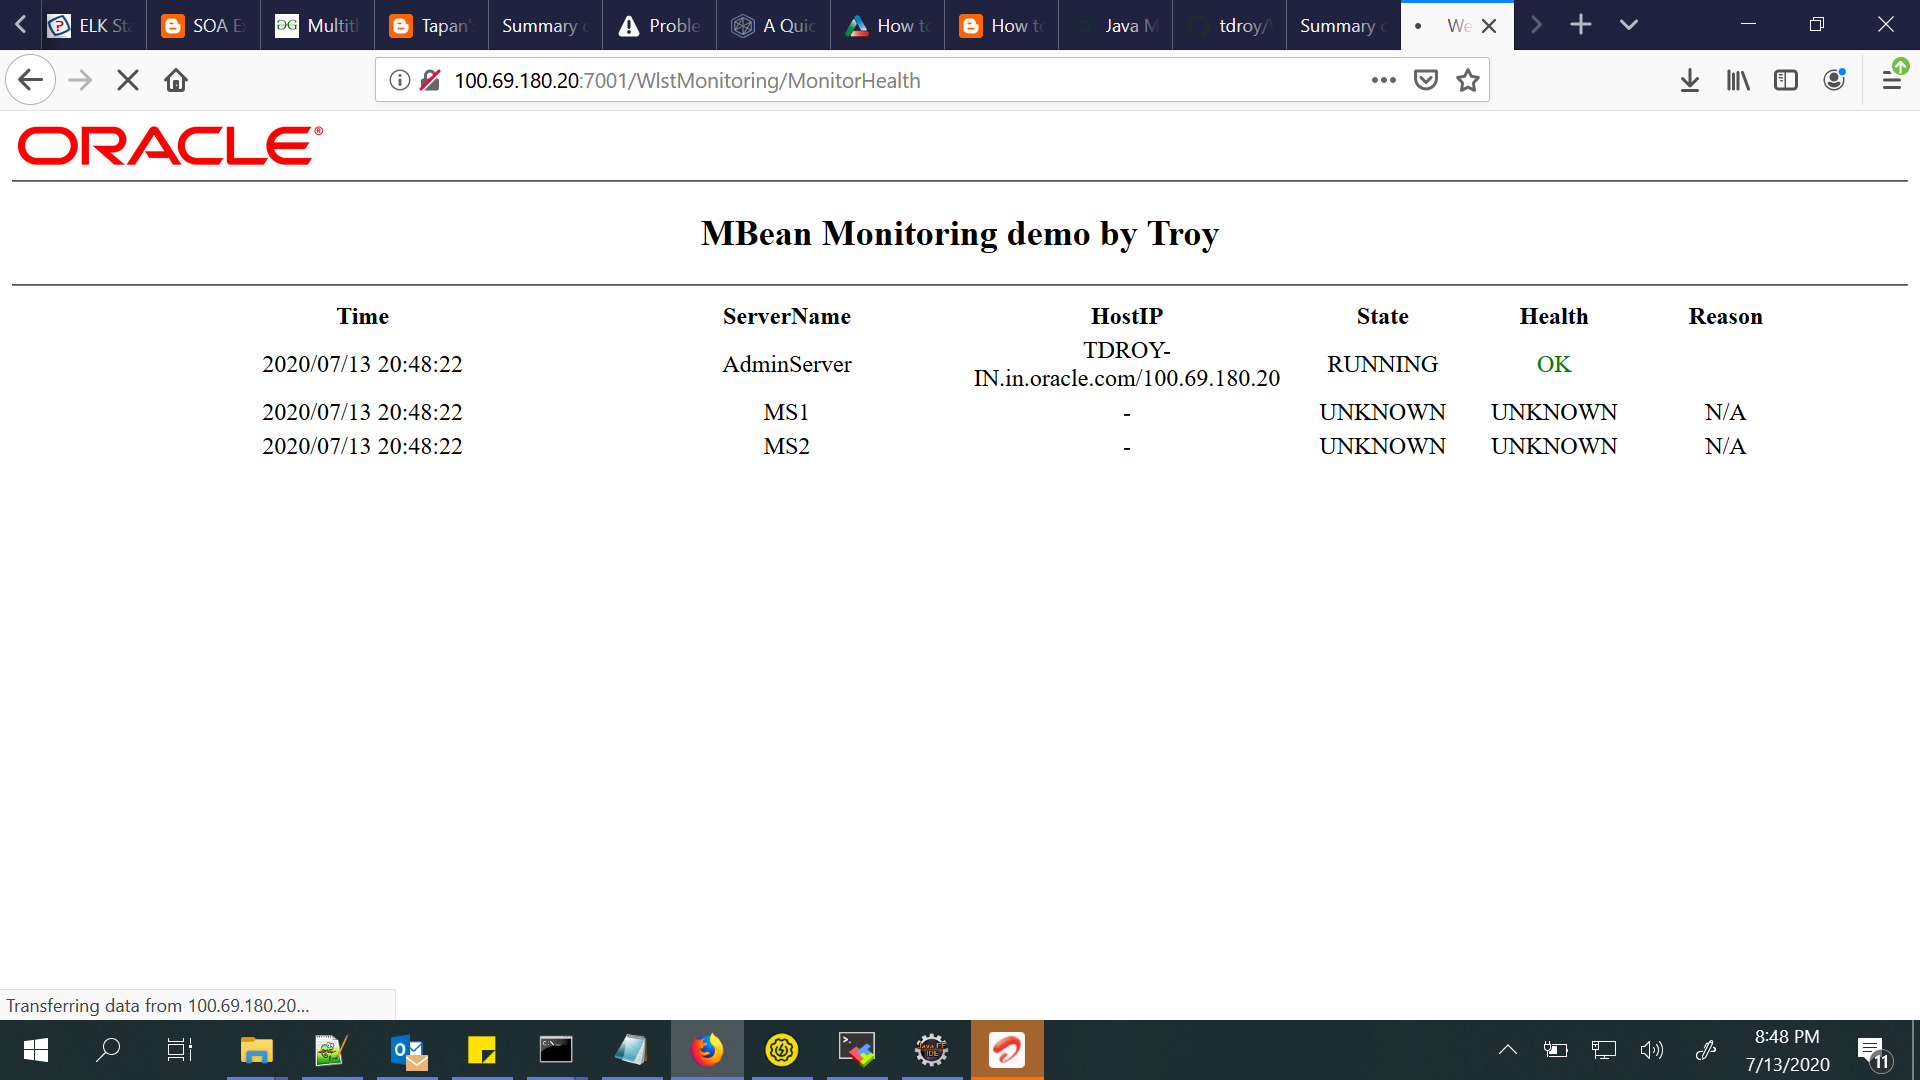 ELK St
SOA E
Multit
Tapan'
Summary
Proble
A Quic
How t
How t
Java M
tdroy/
Summary
We
100.69.180.20:7001/WlstMonitoring/MonitorHealth
ORACLE®
MBean Monitoring demo by Troy
Time ServerName HostIP State Health Reason
2020/07/13 20:48:22 AdminServer TDROY-IN.in.oracle.com/100.69.180.20 RUNNING OK
2020/07/13 20:48:22 MS1 - UNKNOWN UNKNOWN N/A
2020/07/13 20:48:22 MS2 - UNKNOWN UNKNOWN N/A
Transferring data from 100.69.180.20...
8:48 PM
7/13/2020
11